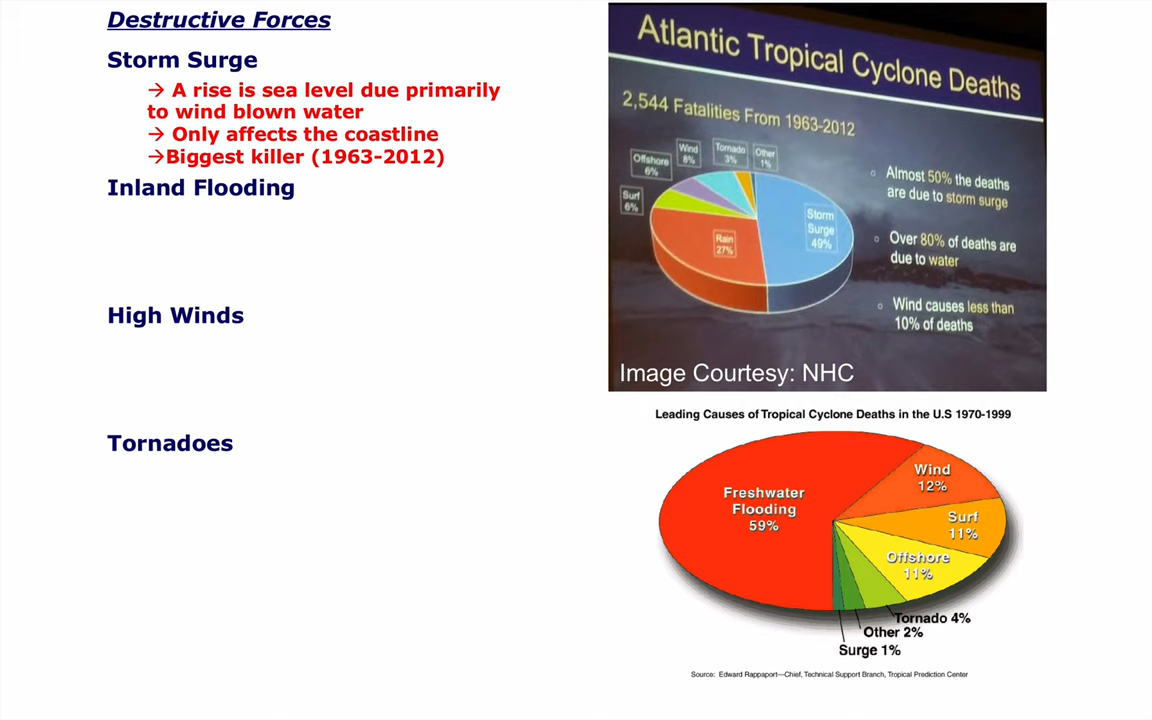 Destructive Forces
Storm Surge
→ A rise is sea level due primarily
to wind blown water
→ Only affects the coastline
→Biggest killer (1963-2012)
Inland Flooding
High Winds
Tornadoes
Atlantic Tropical Cyclone Deaths
2,544 Fatalities From 1963-2012
Offshore
6%
Wind
8%
Tornado
3%
Other
1%
Surf
6%
Rain
27%
Storm
Surge
49%
○ Almost 50% the deaths
are due to storm surge
○ Over 80% of deaths are
due to water
○ Wind causes less than
10% of deaths
Image Courtesy: NHC
Leading Causes of Tropical Cyclone Deaths in the U.S 1970-1999
Freshwater
Flooding
59%
Wind
12%
Surf
11%
Offshore
11%
Tornado 4%
Other 2%
Surge 1%
Source: Edward Rappaport—Chief, Technical Support Branch, Tropical Prediction Center